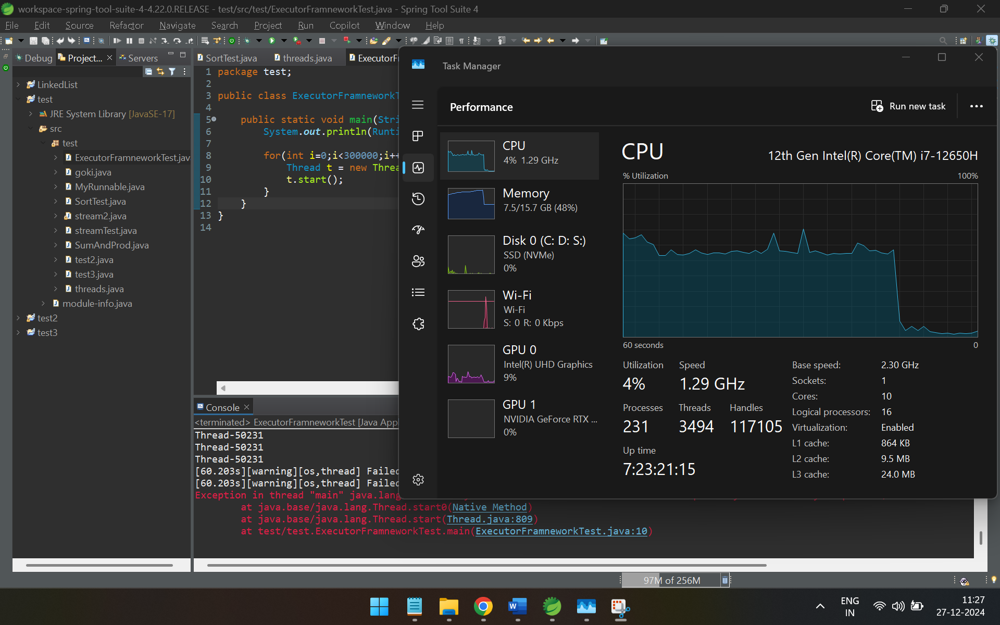 workspace-spring-tool-suite-4-4.22.0.RELEASE - test/src/test/ExecutorFramneworkTest.java - Spring Tool Suite 4
File Edit Source Refactor Navigate Search Project Run Copilot Window Help
Debug Project... Servers
SortTest.java threads.java ExecutorF
LinkedList
test
JRE System Library [JavaSE-17]
src
test
ExecutorFramneworkTest.jav
goki.java
MyRunnable.java
SortTest.java
stream2.java
streamTest.java
SumAndProd.java
test2.java
test3.java
threads.java
module-info.java
test2
test3
1 package test;
2
3 public class ExecutorFramneworkT
4
5 public static void main(Stri
6 System.out.println(Runti
7
8 for(int i=0;i<300000;i++
9 Thread t = new Threa
10 t.start();
11 }
12 }
13 }
14
Console
<terminated> ExecutorFramneworkTest [Java App
Thread-50231
Thread-50231
Thread-50231
[60.203s][warning][os,thread] Failed
[60.203s][warning][os,thread] Failed
Exception in thread "main" java.lang
at java.base/java.lang.Thread.start0(Native Method)
at java.base/java.lang.Thread.start(Thread.java:809)
at test/test.ExecutorFramneworkTest.main(ExecutorFramneworkTest.java:10)
Task Manager
Performance
Run new task
CPU
4% 1.29 GHz
Memory
7.5/15.7 GB (48%)
Disk 0 (C: D: S:)
SSD (NVMe)
0%
Wi-Fi
Wi-Fi
S: 0 R: 0 Kbps
GPU 0
Intel(R) UHD Graphics
9%
GPU 1
NVIDIA GeForce RTX ...
0%
CPU
12th Gen Intel(R) Core(TM) i7-12650H
% Utilization 100%
60 seconds 0
Utilization Speed
4% 1.29 GHz
Processes Threads Handles
231 3494 117105
Up time
7:23:21:15
Base speed: 2.30 GHz
Sockets: 1
Cores: 10
Logical processors: 16
Virtualization: Enabled
L1 cache: 864 KB
L2 cache: 9.5 MB
L3 cache: 24.0 MB
97M of 256M
ENG
IN
11:27
27-12-2024